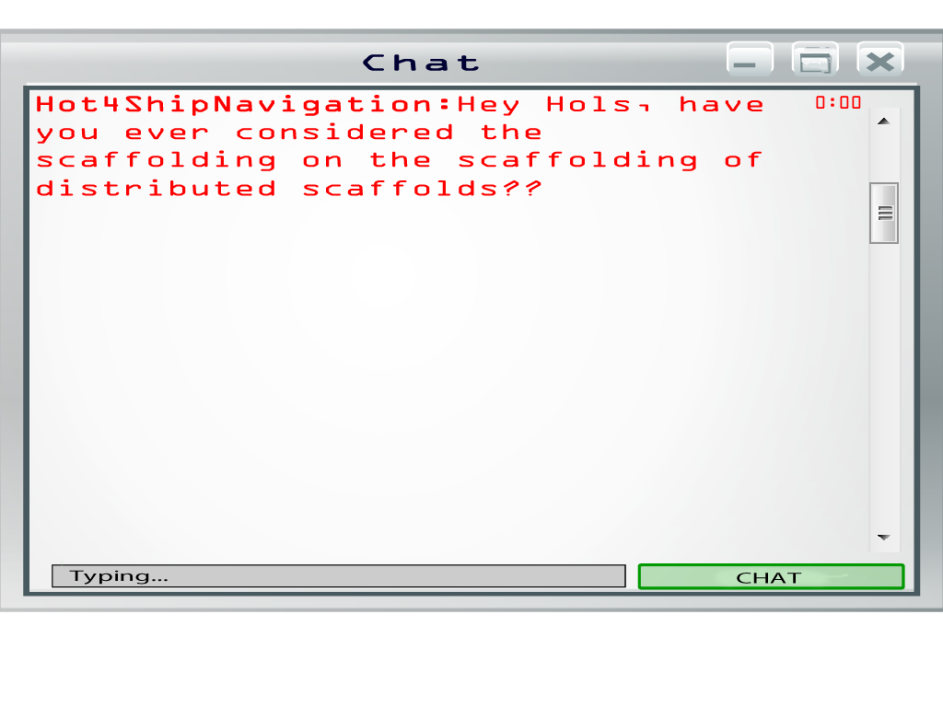 Chat
Hot4ShipNavigation:Hey Hols, have 0:00
you ever considered the
scaffolding on the scaffolding of
distributed scaffolds??
Typing...
CHAT